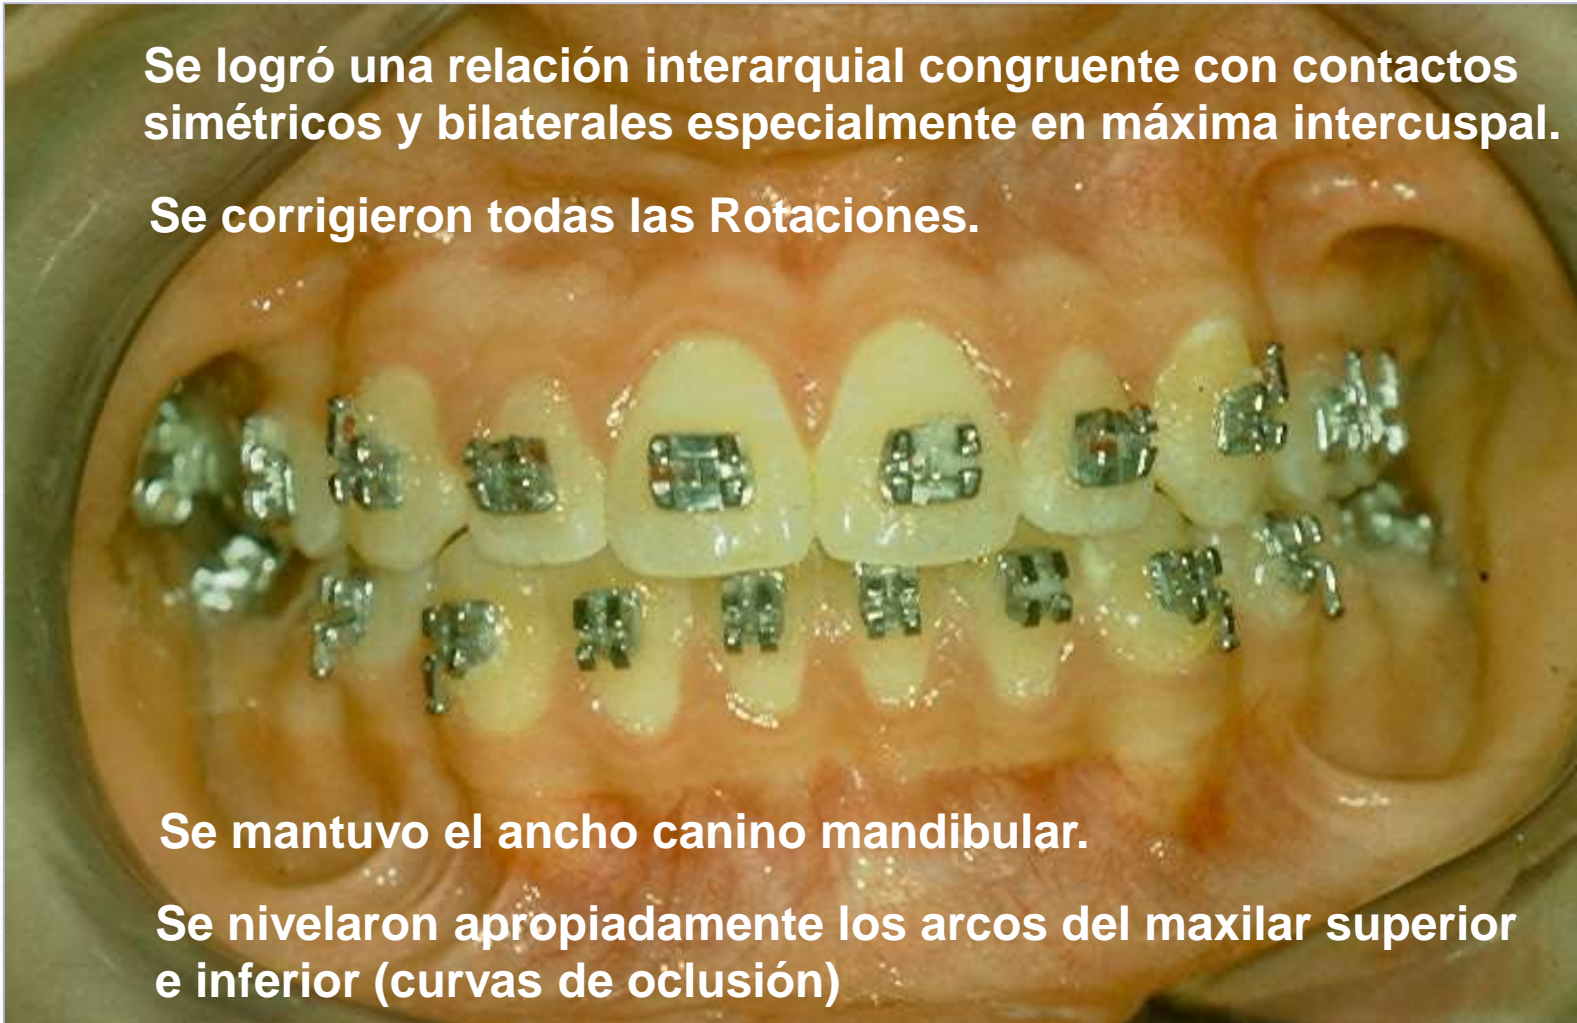 Se logró una relación interarquial congruente con contactos
simétricos y bilaterales especialmente en máxima intercuspal.
Se corrigieron todas las Rotaciones.
Se mantuvo el ancho canino mandibular.
Se nivelaron apropiadamente los arcos del maxilar superior
e inferior (curvas de oclusión)